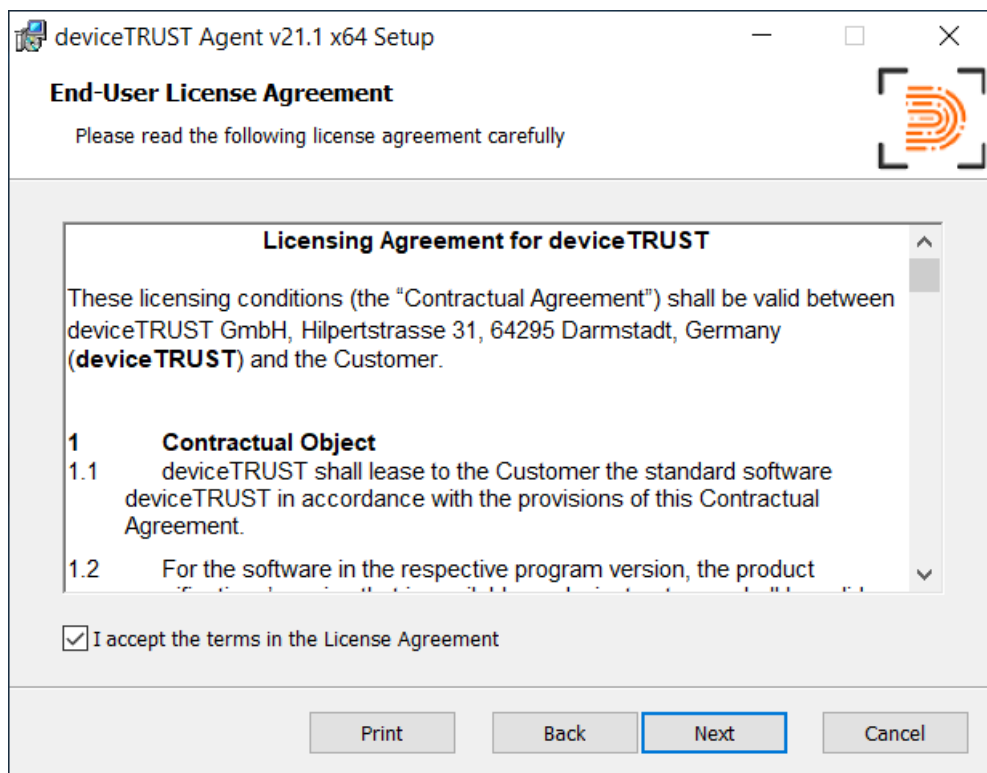 deviceTRUST Agent v21.1 x64 Setup
End-User License Agreement
Please read the following license agreement carefully
Licensing Agreement for deviceTRUST
These licensing conditions (the “Contractual Agreement”) shall be valid between
deviceTRUST GmbH, Hilpertstrasse 31, 64295 Darmstadt, Germany
(deviceTRUST) and the Customer.
1 Contractual Object
1.1 deviceTRUST shall lease to the Customer the standard software
deviceTRUST in accordance with the provisions of this Contractual
Agreement.
1.2 For the software in the respective program version, the product
I accept the terms in the License Agreement
Print Back Next Cancel